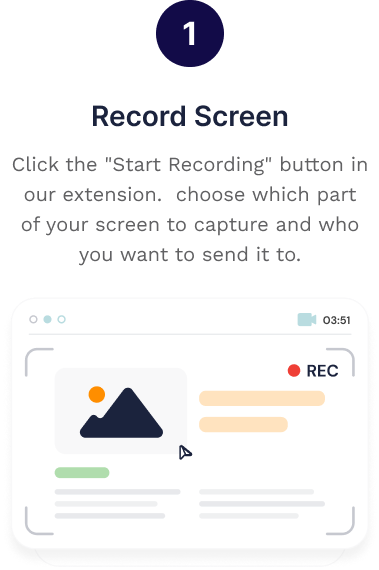 1
Record Screen
Click the "Start Recording" button in
our extension.  choose which part
of your screen to capture and who
you want to send it to.
03:51
REC